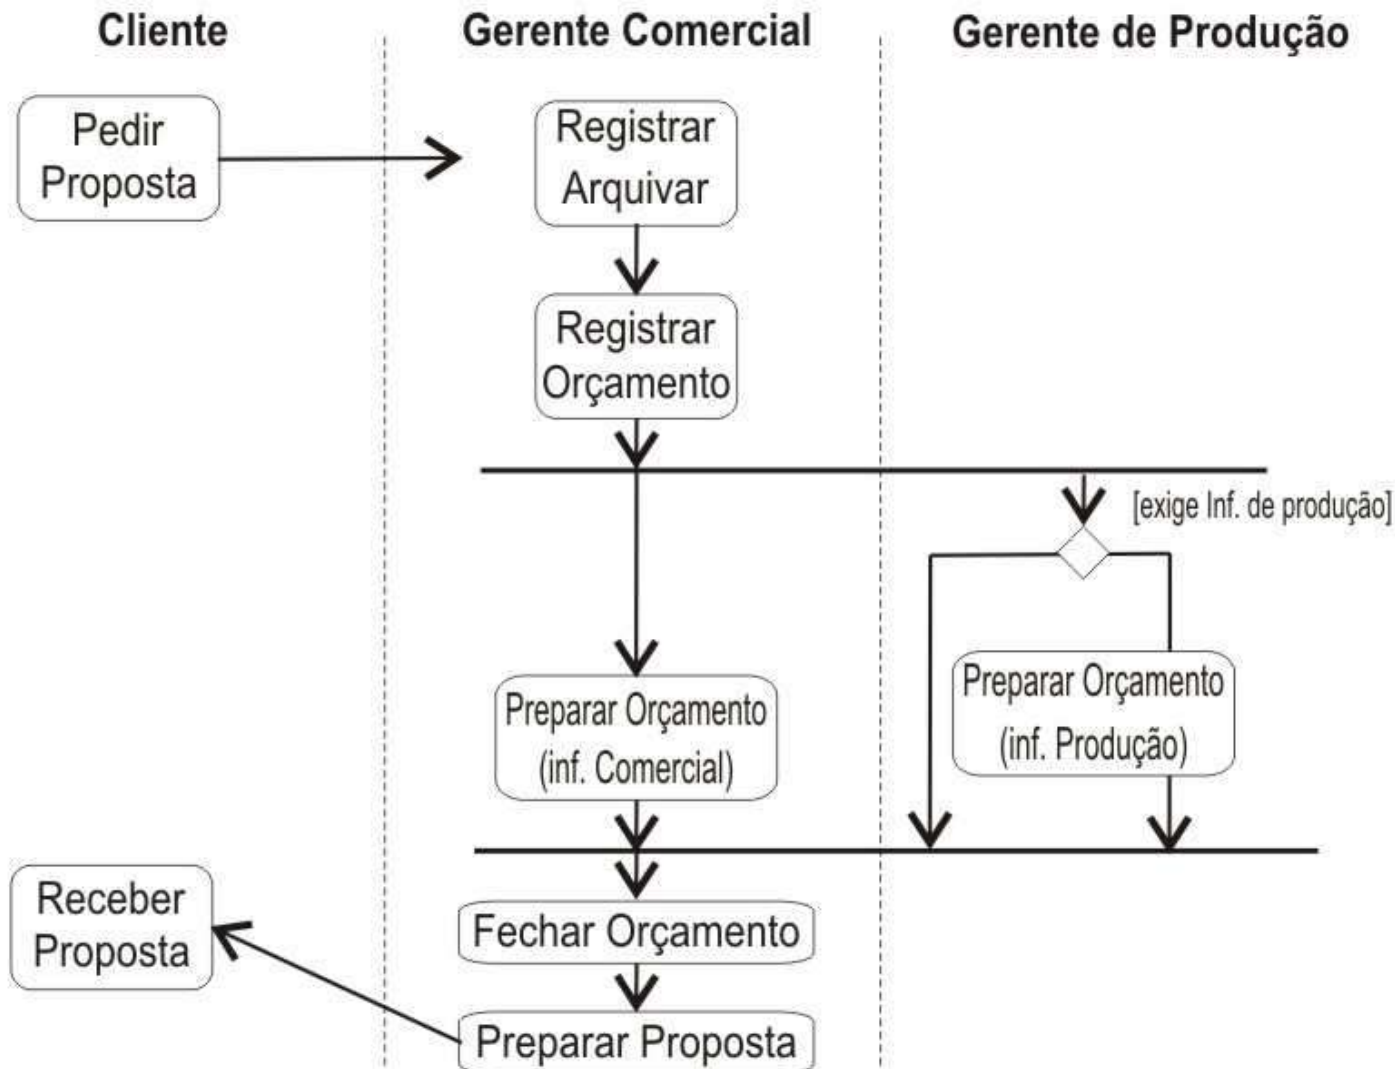 Cliente
Gerente Comercial
Gerente de Produção
Pedir
Proposta
Registrar
Arquivar
Registrar
Orçamento
[exige Inf. de produção]
Preparar Orçamento
(inf. Comercial)
Preparar Orçamento
(inf. Produção)
Receber
Proposta
Fechar Orçamento
Preparar Proposta